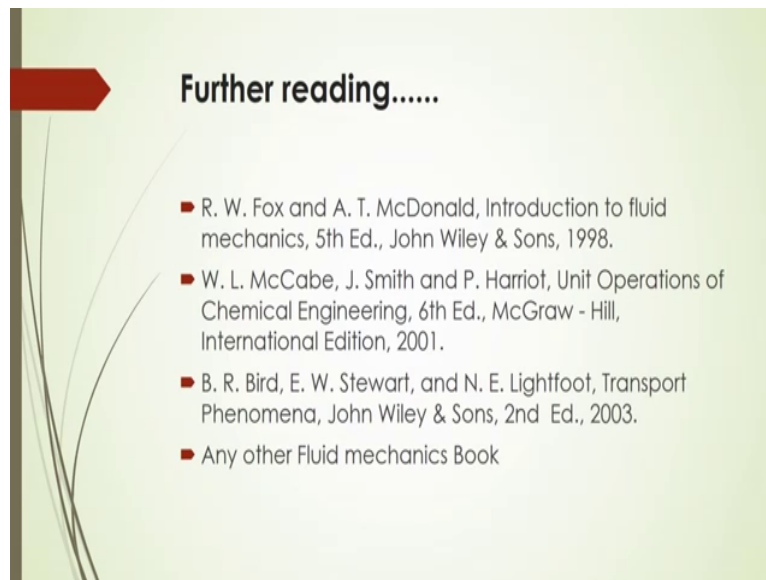 Further reading......
R. W. Fox and A. T. McDonald, Introduction to fluid
mechanics, 5th Ed., John Wiley & Sons, 1998.
W. L. McCabe, J. Smith and P. Harriot, Unit Operations of
Chemical Engineering, 6th Ed., McGraw - Hill,
International Edition, 2001.
B. R. Bird, E. W. Stewart, and N. E. Lightfoot, Transport
Phenomena, John Wiley & Sons, 2nd Ed., 2003.
Any other Fluid mechanics Book